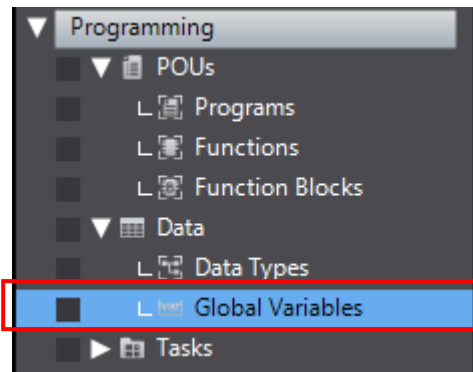 Programming
POUs
Programs
Functions
Function Blocks
Data
Data Types
Global Variables
Tasks